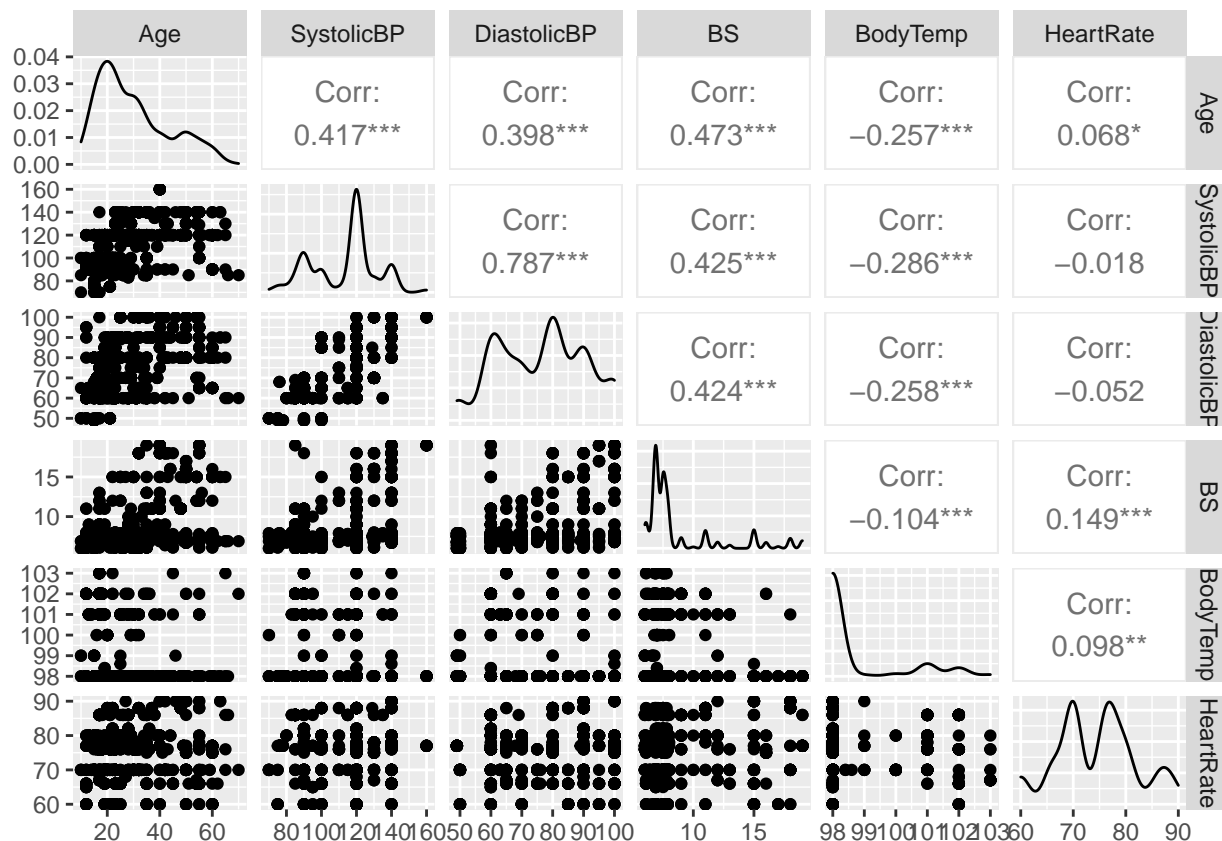 Age SystolicBP DiastolicBP BS BodyTemp HeartRate
0.04
0.03
0.02
0.01
0.00
Corr:
0.417***
Corr:
0.398***
Corr:
0.473***
Corr:
−0.257***
Corr:
0.068*
Age
160
140
120
100
80
Corr:
0.787***
Corr:
0.425***
Corr:
−0.286***
Corr:
−0.018
SystolicBP
100
90
80
70
60
50
Corr:
0.424***
Corr:
−0.258***
Corr:
−0.052
DiastolicBP
15
10
Corr:
−0.104***
Corr:
0.149***
BS
103
102
101
100
99
98
Corr:
0.098**
BodyTemp
90
80
70
60
HeartRate
20 40 60 80 100 120 140 160 50 60 70 80 90 100 10 15 98 99 100 101 102 103 60 70 80 90